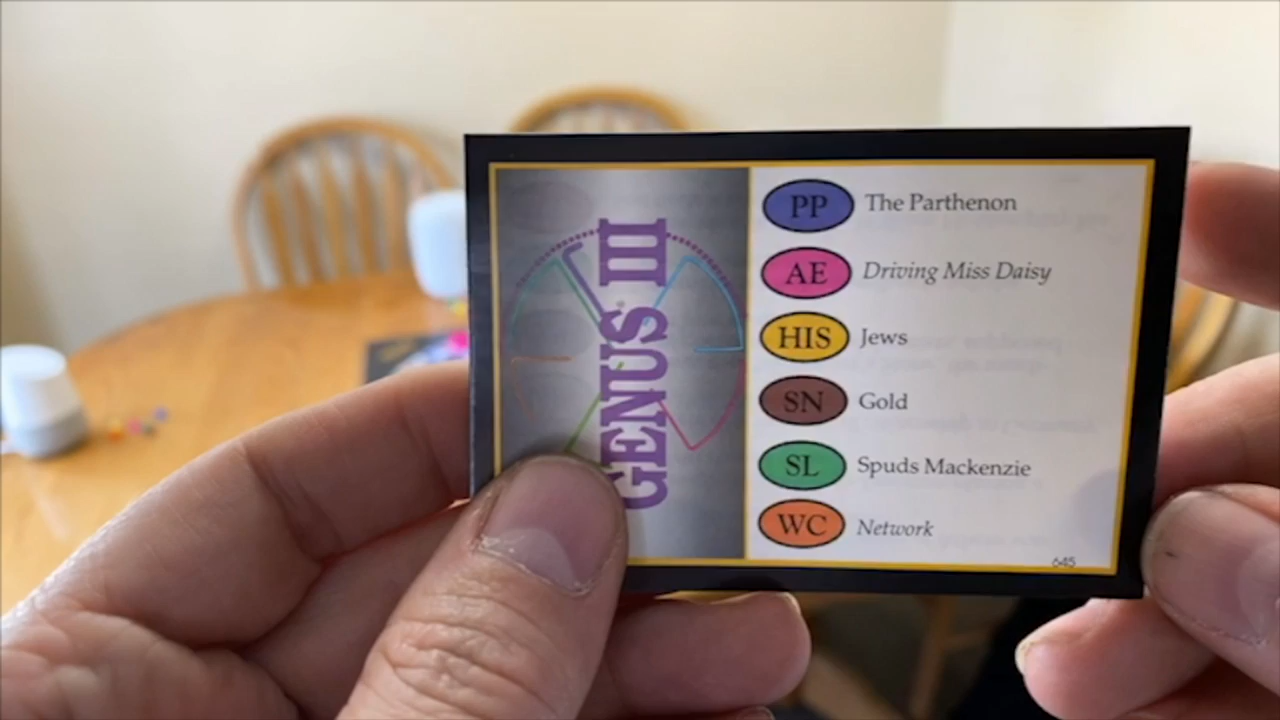 GENUS III
PP The Parthenon
AE Driving Miss Daisy
HIS Jews
SN Gold
SL Spuds Mackenzie
WC Network
645